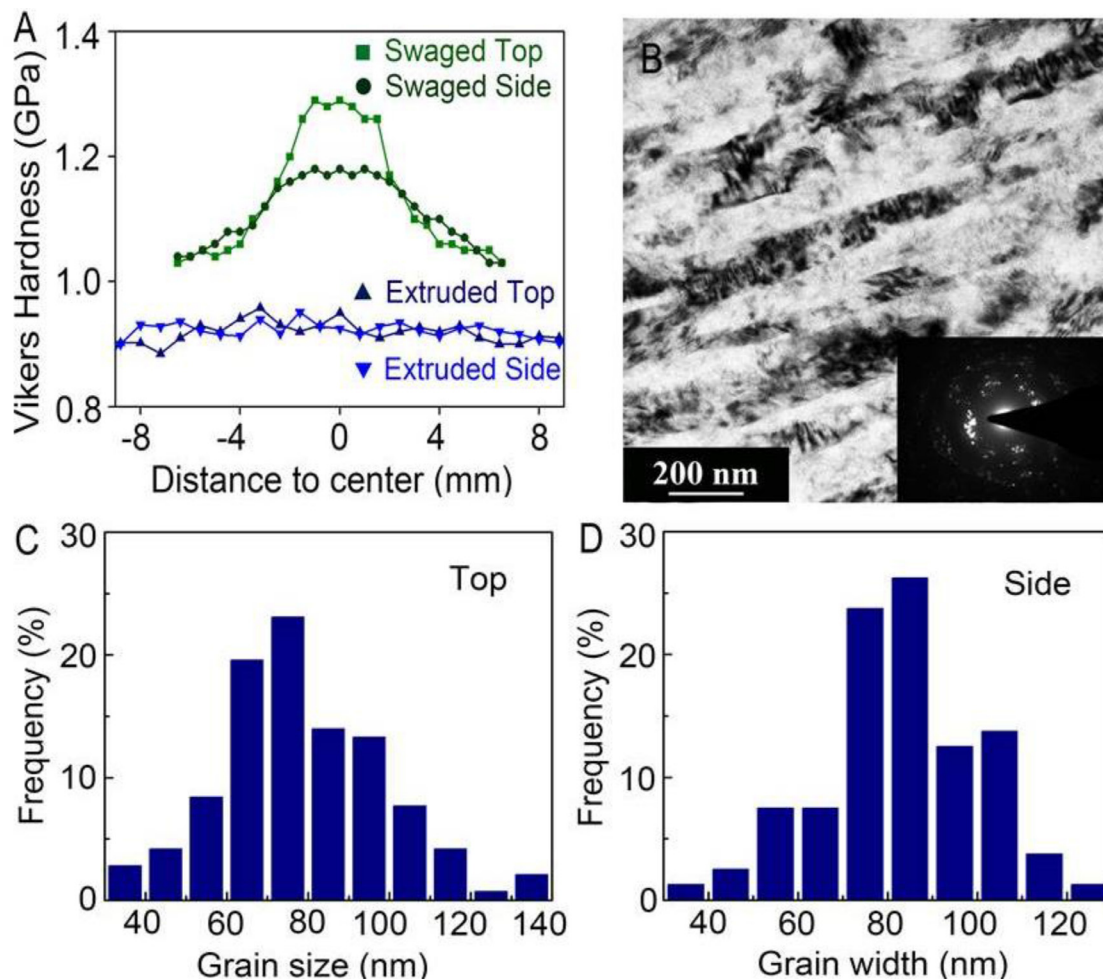 A
Vikers Hardness (GPa)
1.4
1.2
1.0
0.8
Swaged Top
Swaged Side
Extruded Top
Extruded Side
-8 -4 0 4 8
Distance to center (mm)
B
200 nm
C
Frequency (%)
30
20
10
0
Top
40 60 80 100 120 140
Grain size (nm)
D
Frequency (%)
30
20
10
0
Side
40 60 80 100 120
Grain width (nm)